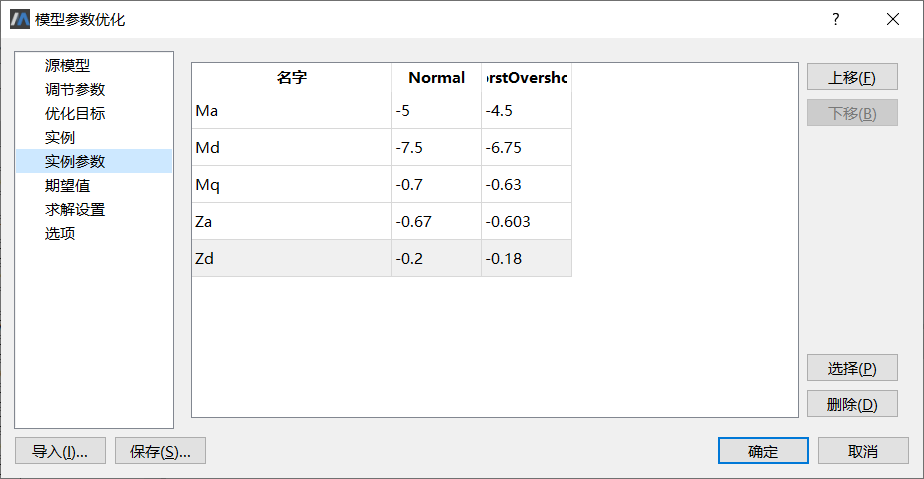 模型参数优化
?
源模型
调节参数
优化目标
实例
实例参数
期望值
求解设置
选项
名字 Normal rstOversho
Ma -5 -4.5
Md -7.5 -6.75
Mq -0.7 -0.63
Za -0.67 -0.603
Zd -0.2 -0.18
上移(F)
下移(B)
选择(P)
删除(D)
导入(I)... 保存(S)... 确定 取消